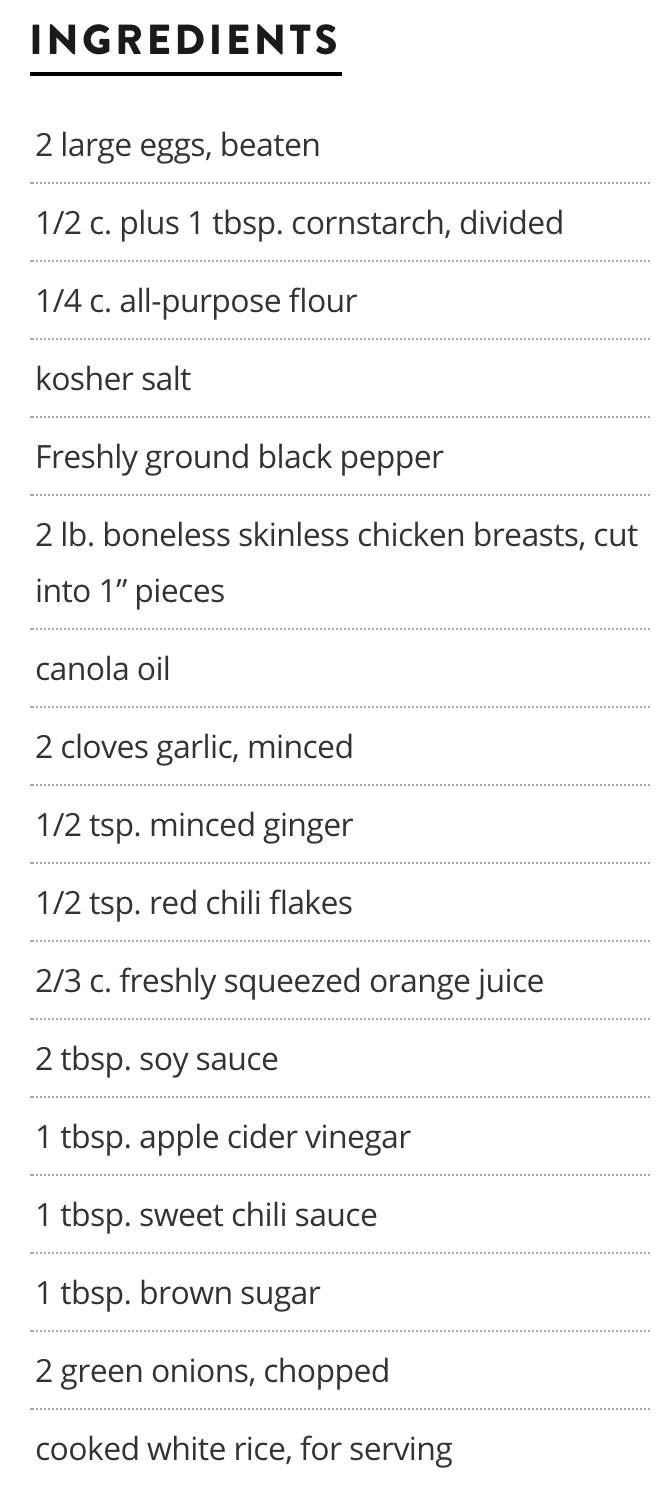 INGREDIENTS
2 large eggs, beaten
1/2 c. plus 1 tbsp. cornstarch, divided
1/4 c. all-purpose flour
kosher salt
Freshly ground black pepper
2 lb. boneless skinless chicken breasts, cut
into 1” pieces
canola oil
2 cloves garlic, minced
1/2 tsp. minced ginger
1/2 tsp. red chili flakes
2/3 c. freshly squeezed orange juice
2 tbsp. soy sauce
1 tbsp. apple cider vinegar
1 tbsp. sweet chili sauce
1 tbsp. brown sugar
2 green onions, chopped
cooked white rice, for serving